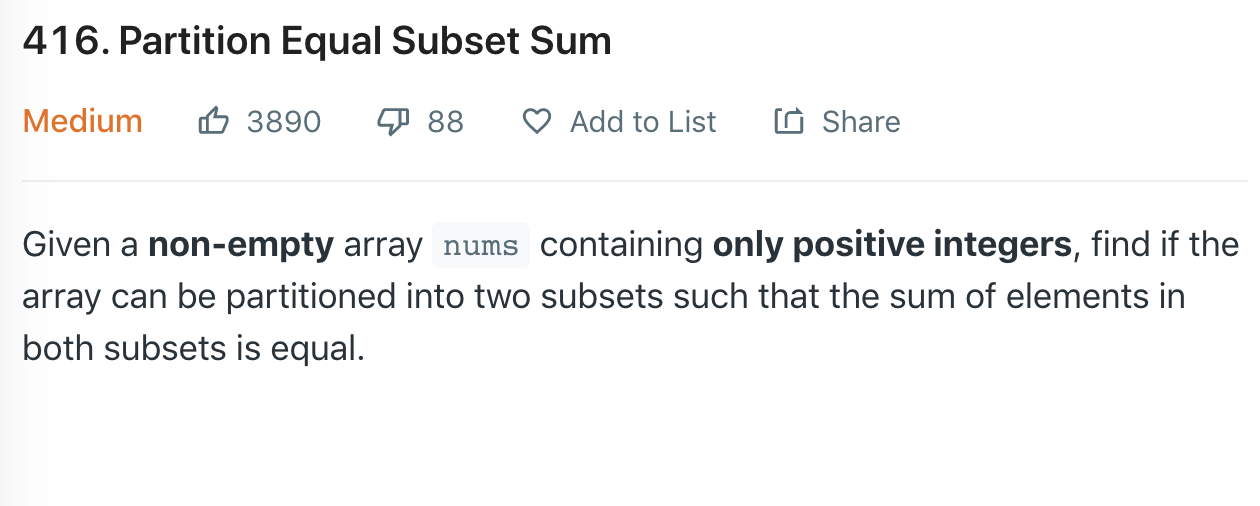 416. Partition Equal Subset Sum
Medium 3890 88 Add to List Share
Given a non-empty array nums containing only positive integers, find if the
array can be partitioned into two subsets such that the sum of elements in
both subsets is equal.